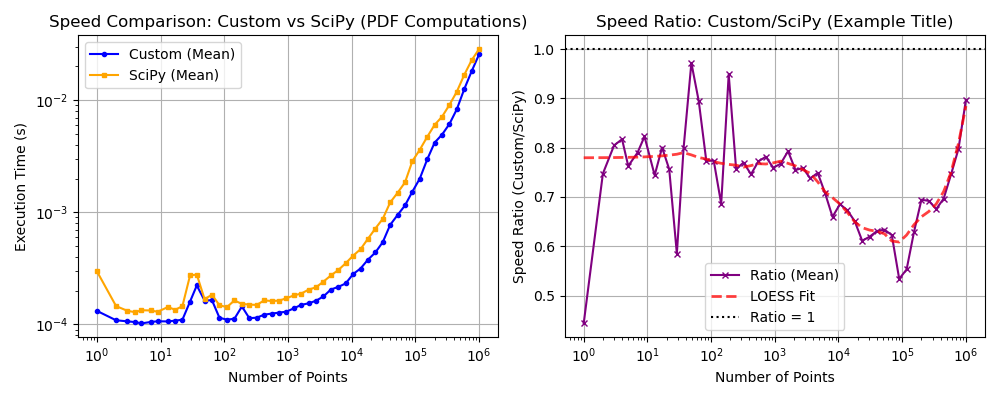 Speed Comparison: Custom vs SciPy (PDF Computations)
Custom (Mean)
SciPy (Mean)
Execution Time (s)
10⁻²
10⁻³
10⁻⁴
10⁰ 10¹ 10² 10³ 10⁴ 10⁵ 10⁶
Number of Points
Speed Ratio: Custom/SciPy (Example Title)
Speed Ratio (Custom/SciPy)
1.0
0.9
0.8
0.7
0.6
0.5
Ratio (Mean)
LOESS Fit
Ratio = 1
10⁰ 10¹ 10² 10³ 10⁴ 10⁵ 10⁶
Number of Points